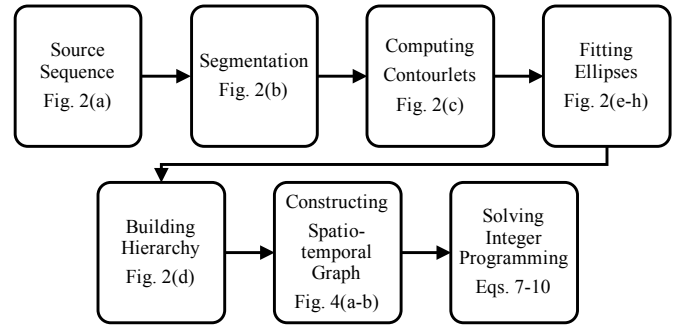 Source
Sequence
Fig. 2(a)
Segmentation
Fig. 2(b)
Computing
Contourlets
Fig. 2(c)
Fitting
Ellipses
Fig. 2(e-h)
Building
Hierarchy
Fig. 2(d)
Constructing
Spatio-
temporal
Graph
Fig. 4(a-b)
Solving
Integer
Programming
Eqs. 7-10